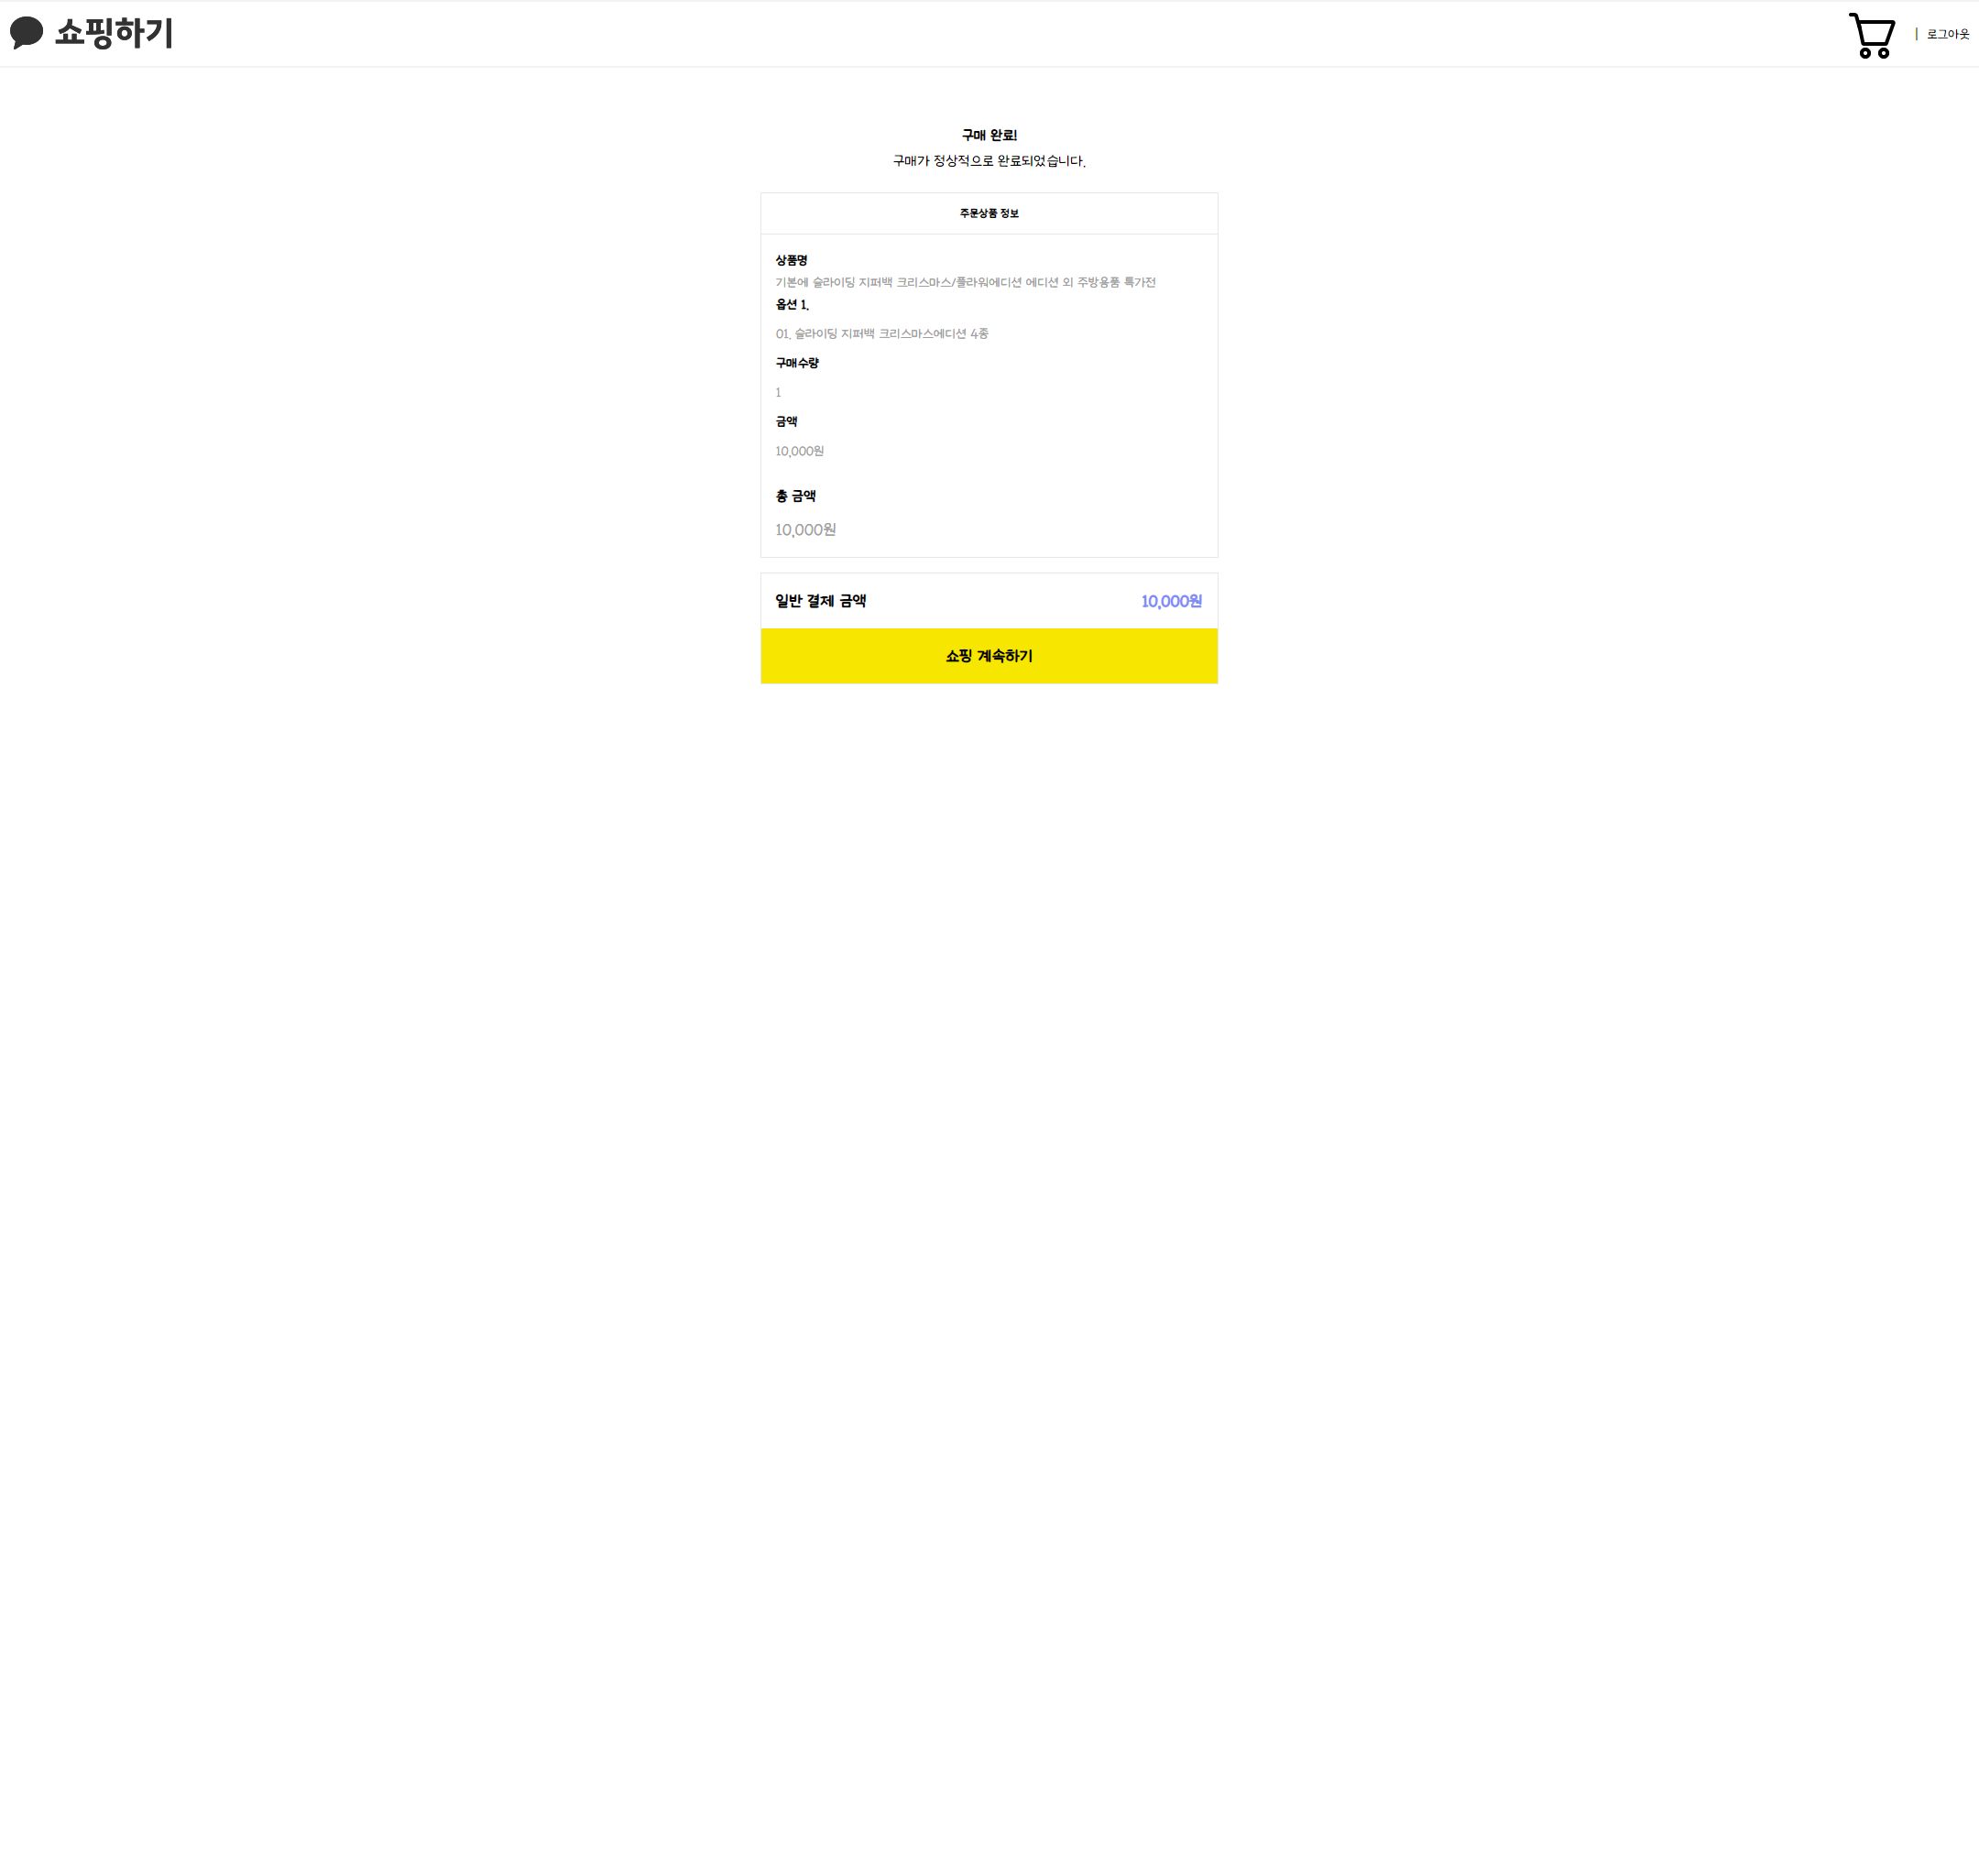 쇼핑하기
| 로그아웃
구매 완료!
구매가 정상적으로 완료되었습니다.
주문상품 정보
상품명
기본에 슬라이딩 지퍼백 크리스마스/플라워에디션 에디션 외 주방용품 특가전
옵션 1.
01. 슬라이딩 지퍼백 크리스마스에디션 4종
구매수량
1
금액
10,000원
총 금액
10,000원
일반 결제 금액 10,000원
쇼핑 계속하기